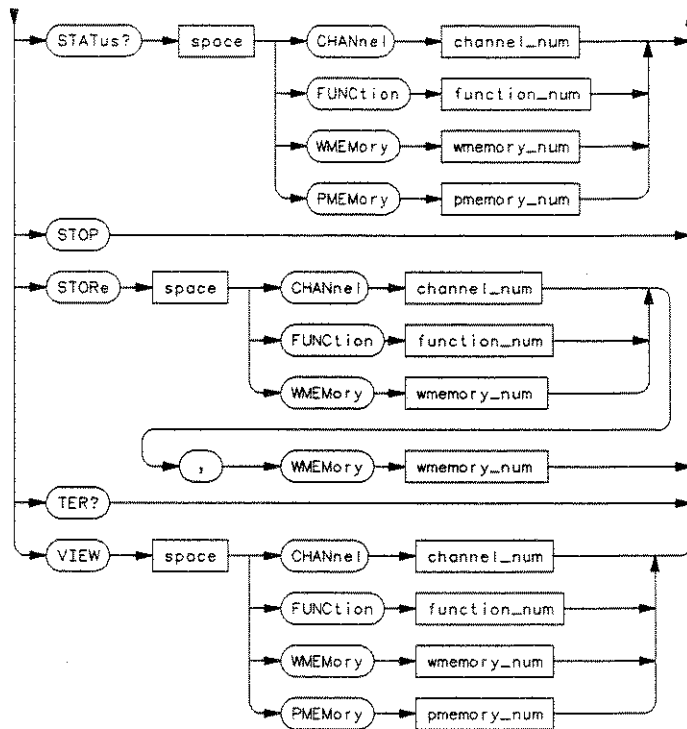 STATus? space CHANnel channel_num
FUNCtion function_num
WMEMory wmemory_num
PMEMory pmemory_num
STOP
STORe space CHANnel channel_num
FUNCtion function_num
WMEMory wmemory_num
, WMEMory wmemory_num
TER?
VIEW space CHANnel channel_num
FUNCtion function_num
WMEMory wmemory_num
PMEMory pmemory_num